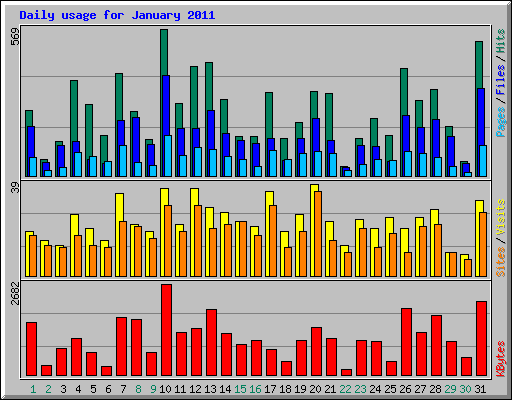 Daily usage for January 2011
569
Pages / Files / Hits
39
Sites / Visits
2682
KBytes
1 2 3 4 5 6 7 8 9 10 11 12 13 14 15 16 17 18 19 20 21 22 23 24 25 26 27 28 29 30 31